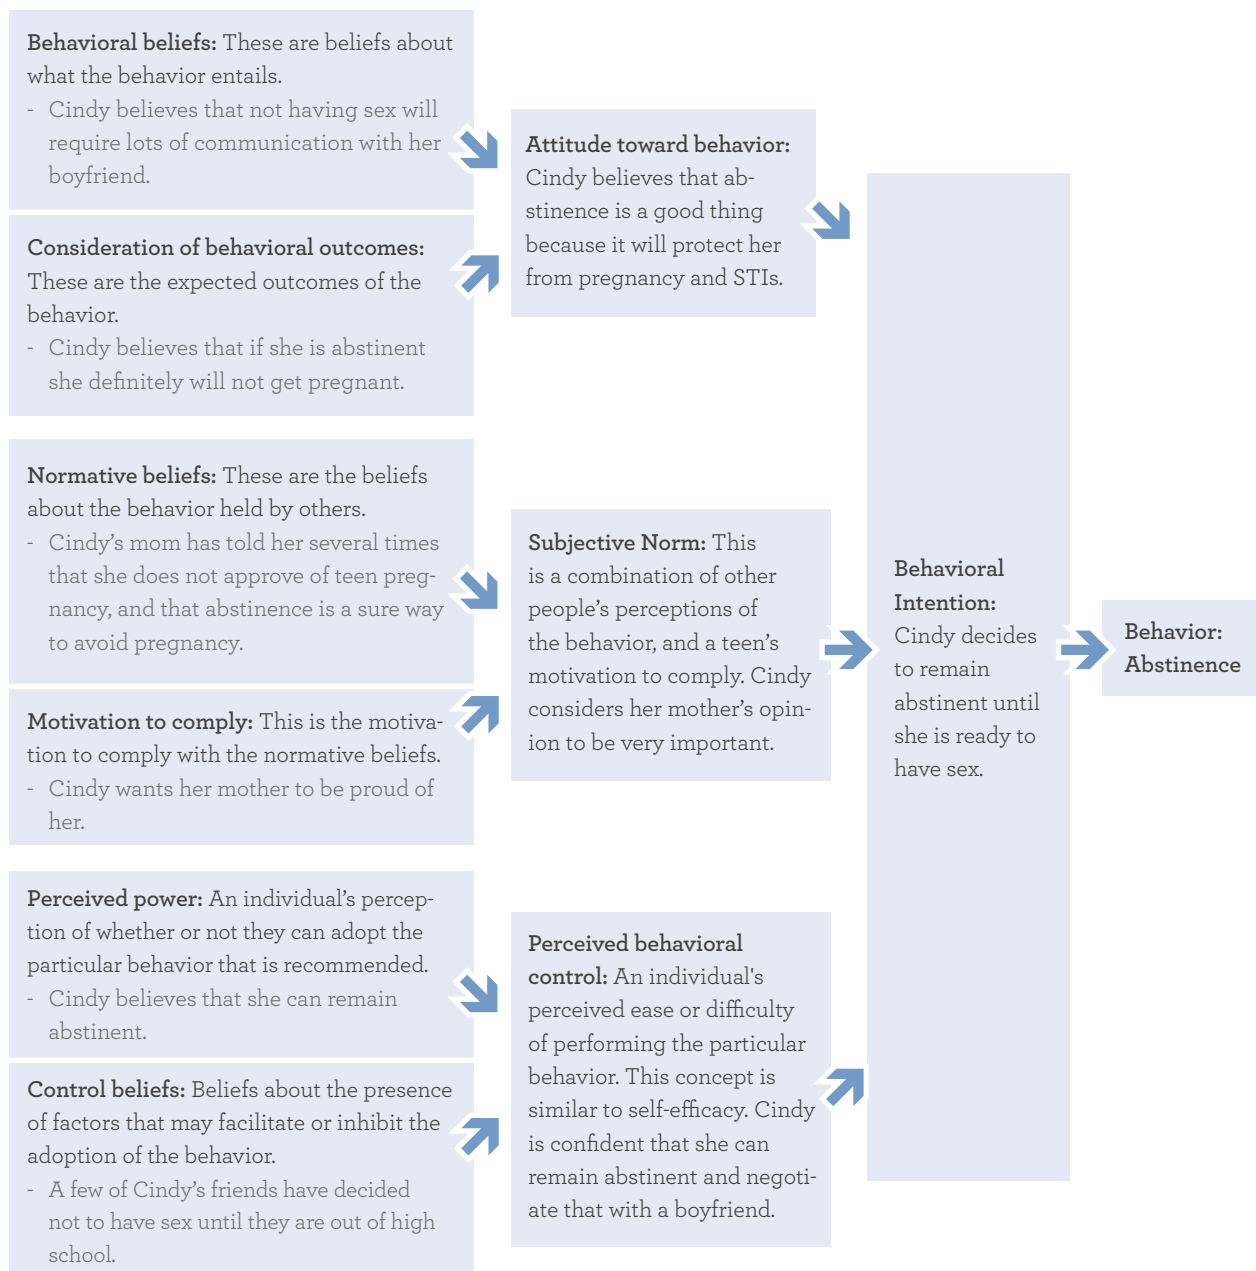 Behavioral beliefs: These are beliefs about
what the behavior entails.
- Cindy believes that not having sex will
require lots of communication with her
boyfriend.
Consideration of behavioral outcomes:
These are the expected outcomes of the
behavior.
- Cindy believes that if she is abstinent
she definitely will not get pregnant.
Attitude toward behavior:
Cindy believes that ab-
stinence is a good thing
because it will protect her
from pregnancy and STIs.
Normative beliefs: These are the beliefs
about the behavior held by others.
- Cindy's mom has told her several times
that she does not approve of teen preg-
nancy, and that abstinence is a sure way
to avoid pregnancy.
Motivation to comply: This is the motiva-
tion to comply with the normative beliefs.
- Cindy wants her mother to be proud of
her.
Subjective Norm: This
is a combination of other
people's perceptions of
the behavior, and a teen's
motivation to comply. Cindy
considers her mother's opin-
ion to be very important.
Perceived power: An individual's percep-
tion of whether or not they can adopt the
particular behavior that is recommended.
- Cindy believes that she can remain
abstinent.
Control beliefs: Beliefs about the presence
of factors that may facilitate or inhibit the
adoption of the behavior.
- A few of Cindy's friends have decided
not to have sex until they are out of high
school.
Perceived behavioral
control: An individual's
perceived ease or difficulty
of performing the particular
behavior. This concept is
similar to self-efficacy. Cindy
is confident that she can
remain abstinent and negoti-
ate that with a boyfriend.
Behavioral
Intention:
Cindy decides
to remain
abstinent until
she is ready to
have sex.
Behavior:
Abstinence